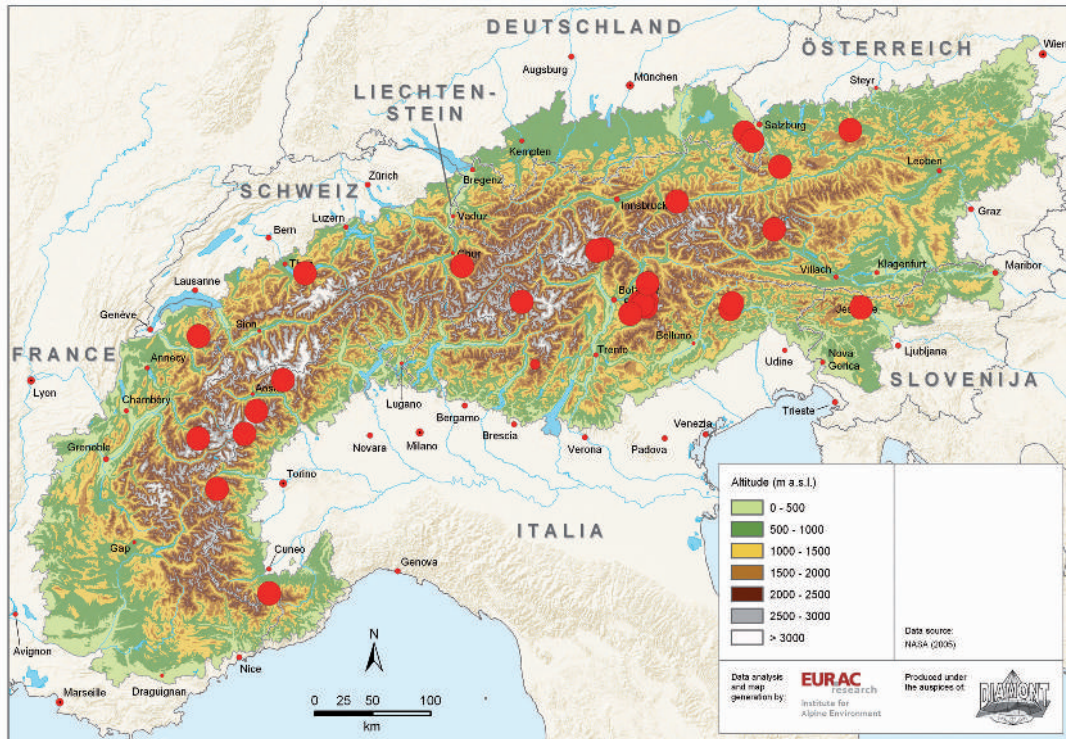 DEUTSCHLAND
ÖSTERREICH
Wien
Augsburg
München
Steyr
LIECHTEN-
STEIN
Salzburg
Kempten
Leoben
Bregenz
Zürich
SCHWEIZ
Innsbruck
Vaduz
Luzern
Graz
Bern
Chur
Klagenfurt
Maribor
Villach
Lausanne
Genève
Sion
Belluno
Ljubljana
Nova
Gorica
FRANCE
Annecy
Trento
Udine
SLOVENIJA
Lyon
Lugano
Trieste
Chambéry
Bergamo
Venezia
Novara
Milano
Brescia
Verona
Padova
Grenoble
Torino
ITALIA
Gap
Cuneo
Genova
Avignon
Nice
Draguignan
Marseille
N
0 25 50 100
km
Altitude (m a.s.l.)
0 - 500
500 - 1000
1000 - 1500
1500 - 2000
2000 - 2500
2500 - 3000
> 3000
Data source:
NASA (2005)
Data analysis
and map
generation by:
EURAC
research
Institute for
Alpine Environment
Produced under
the auspices of:
DIAMONT